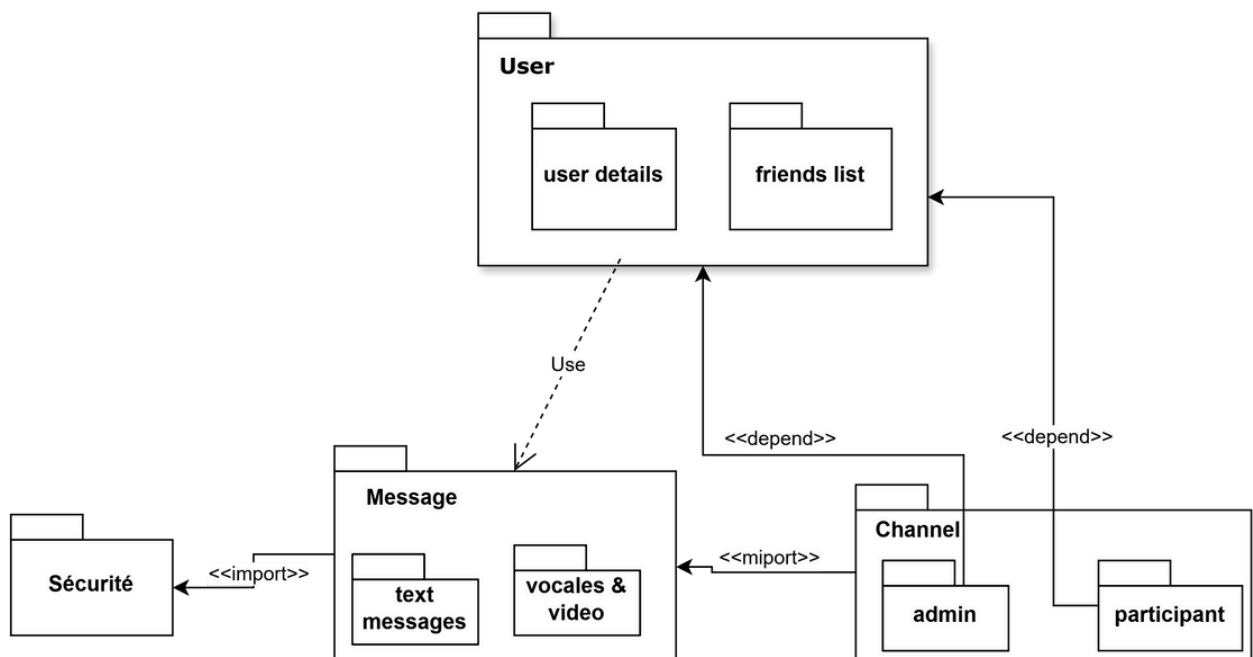 User
user details
friends list
Use
<<depend>>
<<depend>>
Message
Channel
Sécurité
<<import>>
<<miport>>
text
messages
vocales &
video
admin
participant